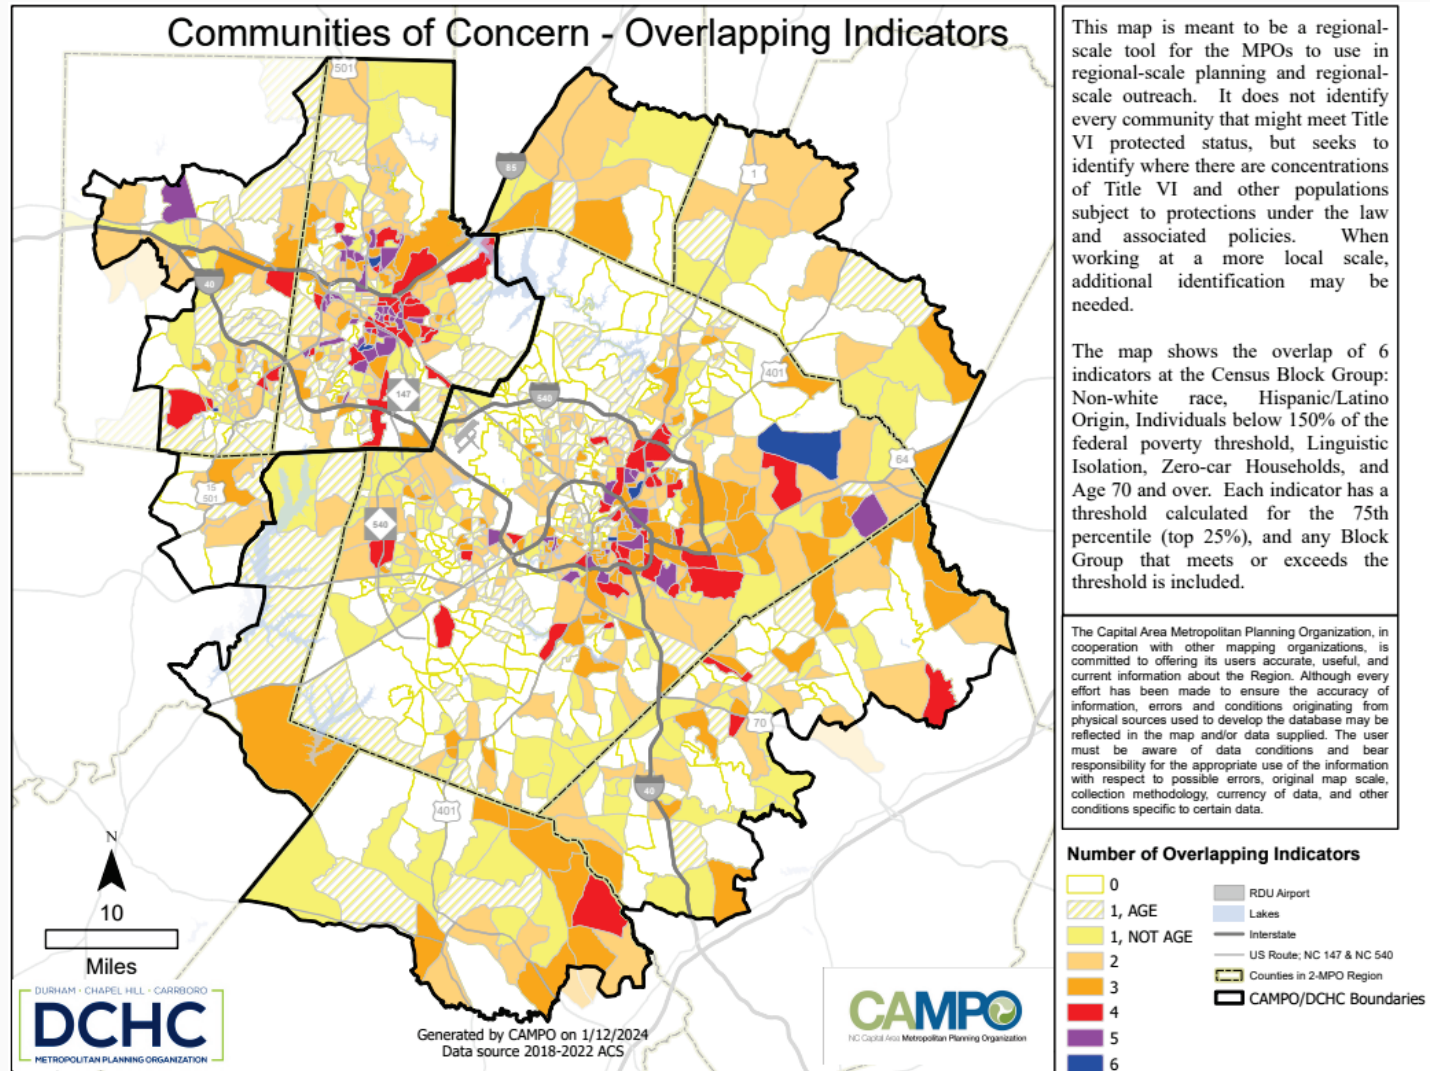 Communities of Concern - Overlapping Indicators
501
85
1
40
401
147
540
64
15
501
540
70
40
401
N
10
Miles
DURHAM · CHAPEL HILL · CARRBORO
DCHC
METROPOLITAN PLANNING ORGANIZATION
Generated by CAMPO on 1/12/2024
Data source 2018-2022 ACS
CAMPO
NC Capital Area Metropolitan Planning Organization
This map is meant to be a regional-
scale tool for the MPOs to use in
regional-scale planning and regional-
scale outreach. It does not identify
every community that might meet Title
VI protected status, but seeks to
identify where there are concentrations
of Title VI and other populations
subject to protections under the law
and associated policies. When
working at a more local scale,
additional identification may be
needed.
The map shows the overlap of 6
indicators at the Census Block Group:
Non-white race, Hispanic/Latino
Origin, Individuals below 150% of the
federal poverty threshold, Linguistic
Isolation, Zero-car Households, and
Age 70 and over. Each indicator has a
threshold calculated for the 75th
percentile (top 25%), and any Block
Group that meets or exceeds the
threshold is included.
The Capital Area Metropolitan Planning Organization, in
cooperation with other mapping organizations, is
committed to offering its users accurate, useful, and
current information about the Region. Although every
effort has been made to ensure the accuracy of
information, errors and conditions originating from
physical sources used to develop the database may be
reflected in the map and/or data supplied. The user
must be aware of data conditions and bear
responsibility for the appropriate use of the information
with respect to possible errors, original map scale,
collection methodology, currency of data, and other
conditions specific to certain data.
Number of Overlapping Indicators
0
1, AGE
1, NOT AGE
2
3
4
5
6
RDU Airport
Lakes
Interstate
US Route; NC 147 & NC 540
Counties in 2-MPO Region
CAMPO/DCHC Boundaries